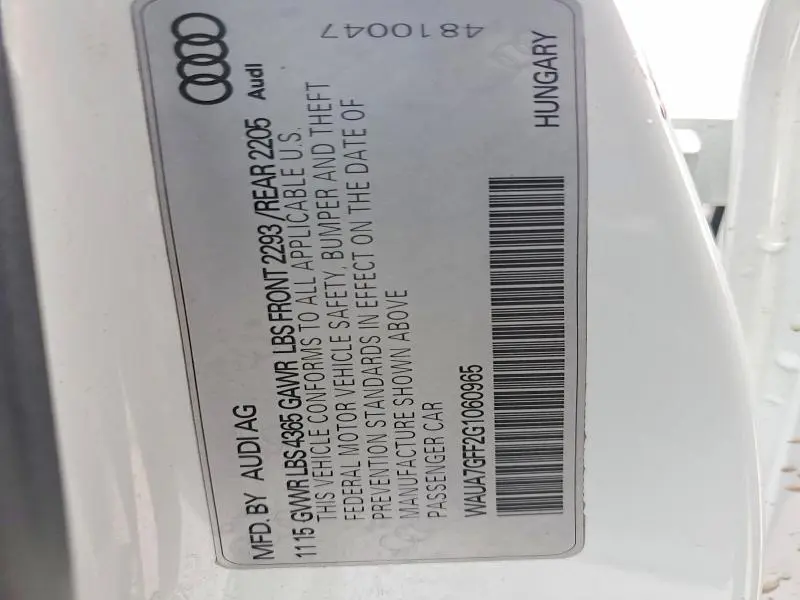 MFD. BY AUDI AG
Audi
11 15 GVWR LBS 4365 GAWR LBS FRONT 2293 / REAR 2205
THIS VEHICLE CONFORMS TO ALL APPLICABLE U.S.
FEDERAL MOTOR VEHICLE SAFETY, BUMPER AND THEFT
PREVENTION STANDARDS IN EFFECT ON THE DATE OF
MANUFACTURE SHOWN ABOVE
PASSENGER CAR
WAUA7GFF2G1060965
HUNGARY
4810047